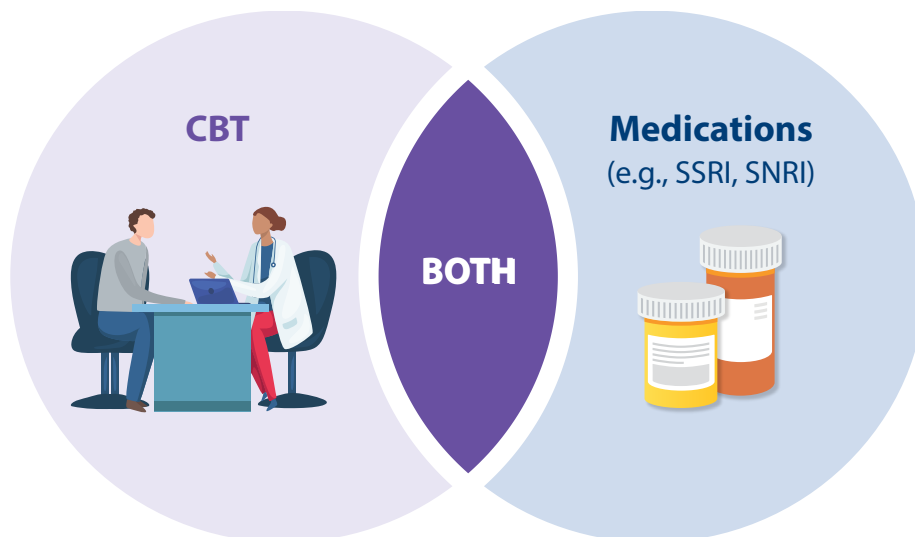 CBT
Medications
(e.g., SSRI, SNRI)
BOTH